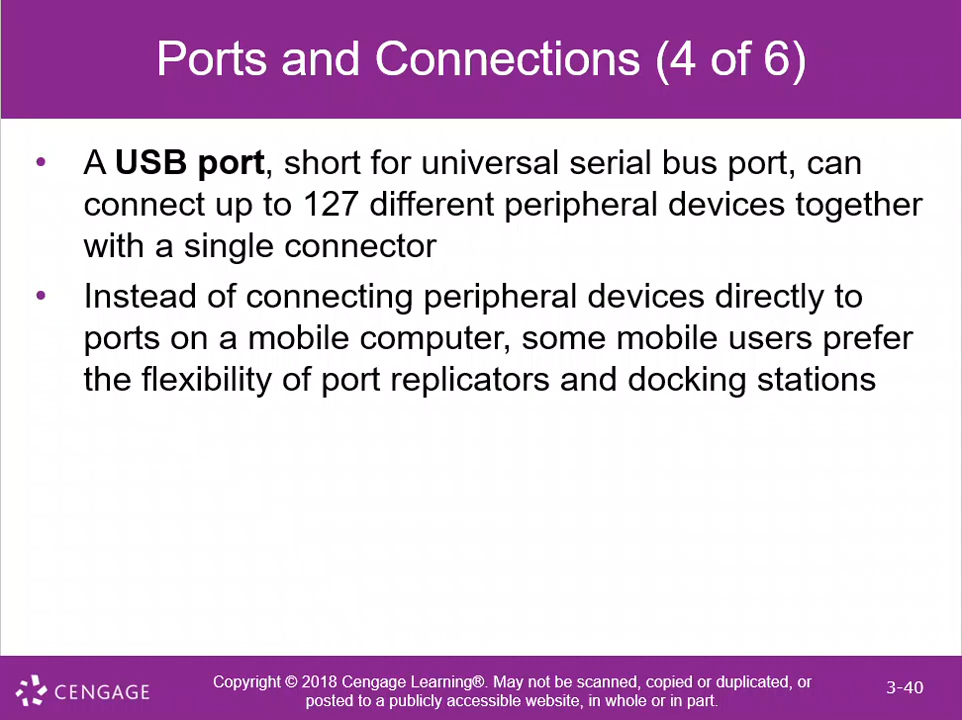 Ports and Connections (4 of 6)
• A USB port, short for universal serial bus port, can
connect up to 127 different peripheral devices together
with a single connector
• Instead of connecting peripheral devices directly to
ports on a mobile computer, some mobile users prefer
the flexibility of port replicators and docking stations
CENGAGE
Copyright © 2018 Cengage Learning®. May not be scanned, copied or duplicated, or
posted to a publicly accessible website, in whole or in part.
3-40